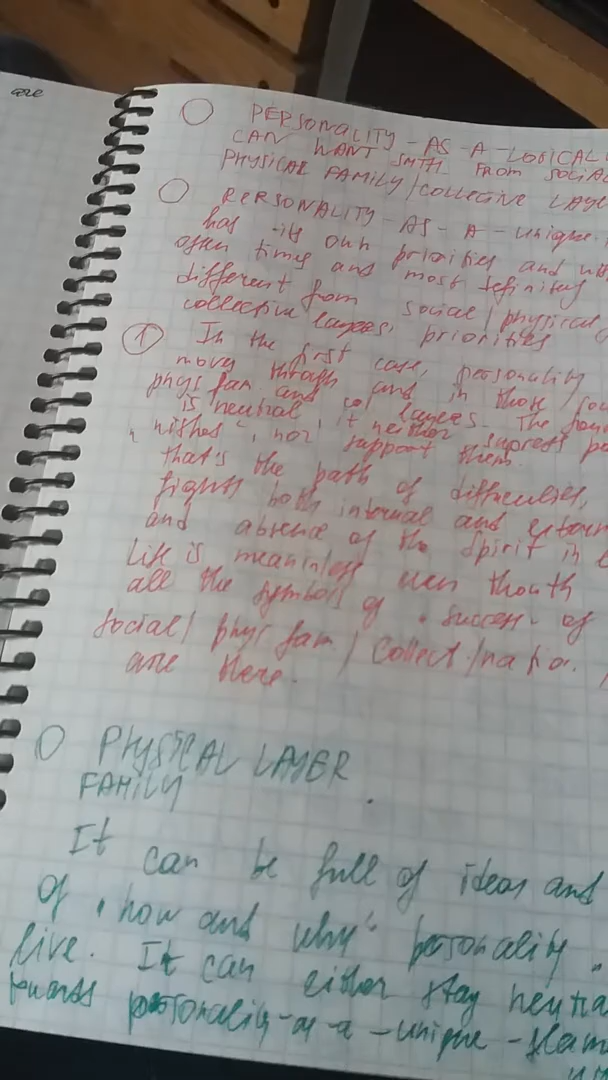 are
PERSONALITY - AS - A - LOGICAL
CAN WANT SMTH FROM SOCIAL
PHYSICAL FAMILY / COLLECTIVE LAYE
PERSONALITY - AS - A - unique
has its own priorities and
often times and most definitely
different from social / physical
collective layers' priorities
1 In the first case, personality
moves through and in those
phys fam and col layers. The
is neutral, it neither supress
"wishes", nor support them.
that's the path of difficulties,
fights both internal and extern
and absence of the Spirit in
Life is meaningless even though
all the symbols of "success" of
social / phys fam / collect / nation
are there.
PHYSICAL LAYER
FAMILY
It can be full of ideas and
of "how and why" personality
live. It can either stay neutra
towards personality-as-a-unique-